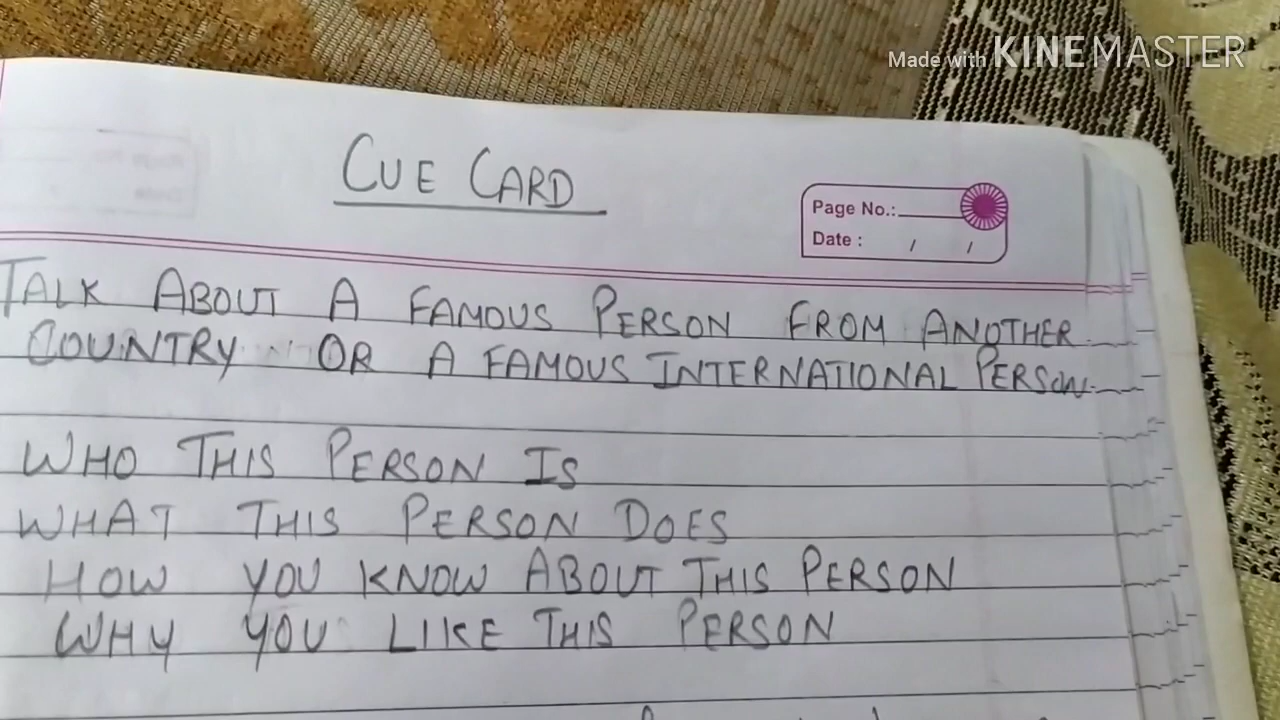 Made with KINEMASTER
CUE CARD
Page No.:
Date : / /
TALK ABOUT A FAMOUS PERSON FROM ANOTHER
COUNTRY OR A FAMOUS INTERNATIONAL PERSON
WHO THIS PERSON IS
WHAT THIS PERSON DOES
HOW YOU KNOW ABOUT THIS PERSON
WHY YOU LIKE THIS PERSON